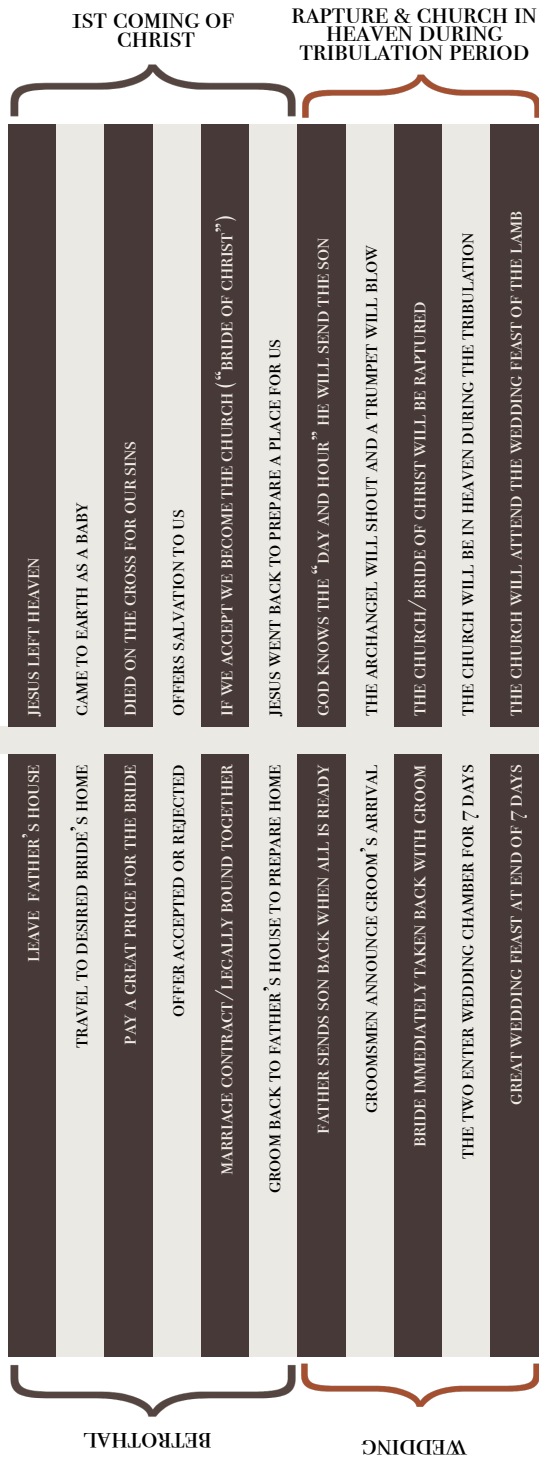 1ST COMING OF
CHRIST
RAPTURE & CHURCH IN
HEAVEN DURING
TRIBULATION PERIOD
JESUS LEFT HEAVEN
CAME TO EARTH AS A BABY
DIED ON THE CROSS FOR OUR SINS
OFFERS SALVATION TO US
IF WE ACCEPT WE BECOME THE CHURCH (“BRIDE OF CHRIST”)
JESUS WENT BACK TO PREPARE A PLACE FOR US
GOD KNOWS THE “DAY AND HOUR” HE WILL SEND THE SON
THE ARCHANGEL WILL SHOUT AND A TRUMPET WILL BLOW
THE CHURCH/BRIDE OF CHRIST WILL BE RAPTURED
THE CHURCH WILL BE IN HEAVEN DURING THE TRIBULATION
THE CHURCH WILL ATTEND THE WEDDING FEAST OF THE LAMB
LEAVE FATHER’S HOUSE
TRAVEL TO DESIRED BRIDE’S HOME
PAY A GREAT PRICE FOR THE BRIDE
OFFER ACCEPTED OR REJECTED
MARRIAGE CONTRACT/LEGALLY BOUND TOGETHER
GROOM BACK TO FATHER’S HOUSE TO PREPARE HOME
FATHER SENDS SON BACK WHEN ALL IS READY
GROOMSMEN ANNOUNCE GROOM’S ARRIVAL
BRIDE IMMEDIATELY TAKEN BACK WITH GROOM
THE TWO ENTER WEDDING CHAMBER FOR 7 DAYS
GREAT WEDDING FEAST AT END OF 7 DAYS
BETROTHAL
WEDDING